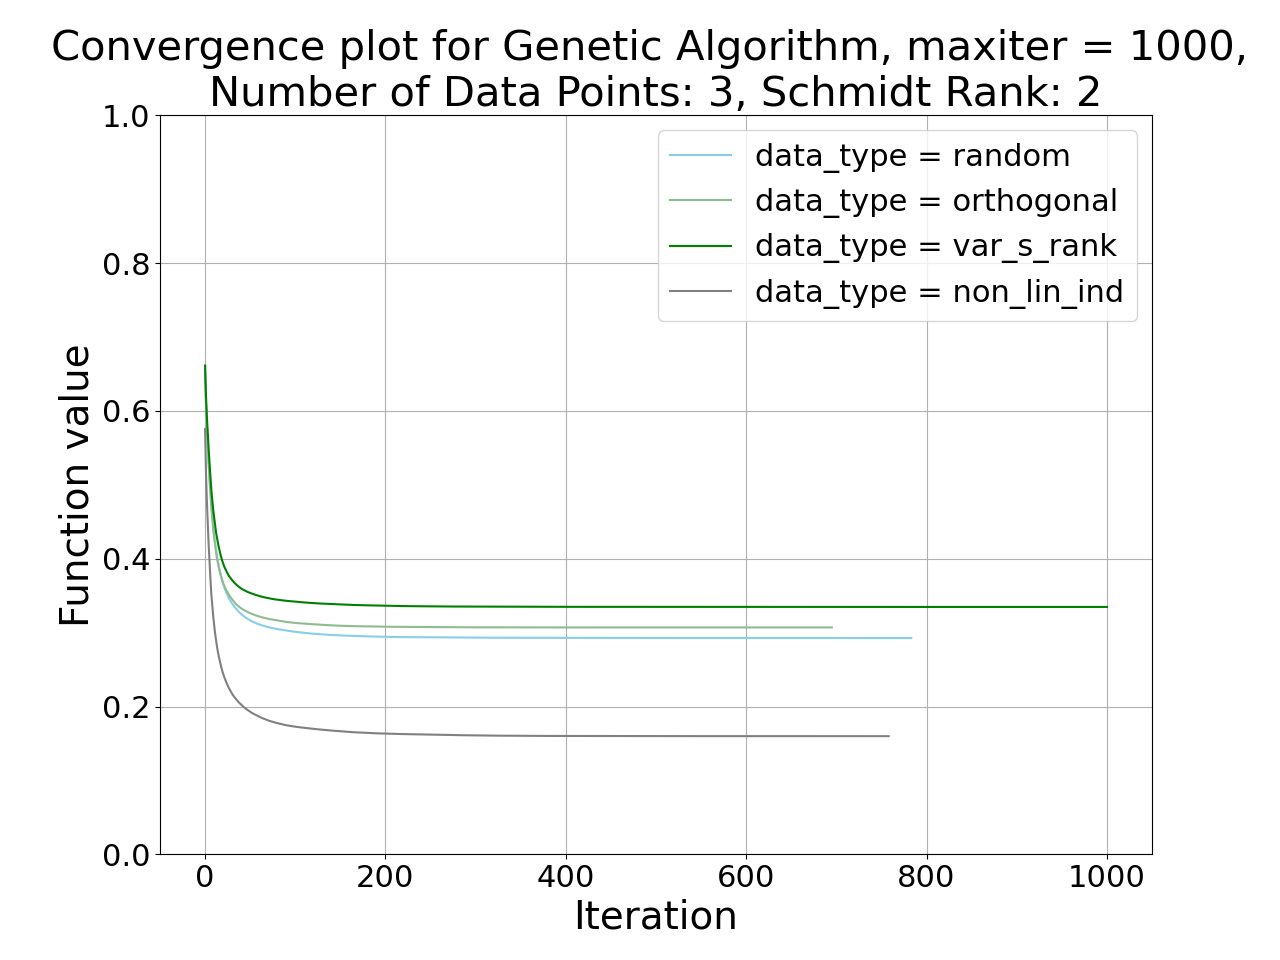 Convergence plot for Genetic Algorithm, maxiter = 1000,
Number of Data Points: 3, Schmidt Rank: 2
1.0
data_type = random
data_type = orthogonal
data_type = var_s_rank
data_type = non_lin_ind
0.8
0.6
0.4
0.2
0.0
Function value
0 200 400 600 800 1000
Iteration